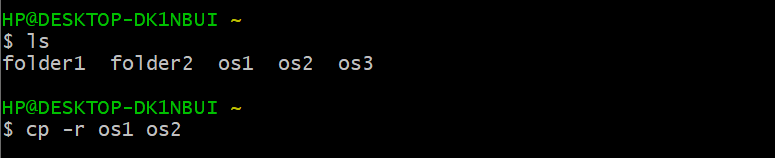 HP@DESKTOP-DK1NBUI ~
$ ls
folder1  folder2  os1  os2  os3
HP@DESKTOP-DK1NBUI ~
$ cp -r os1 os2